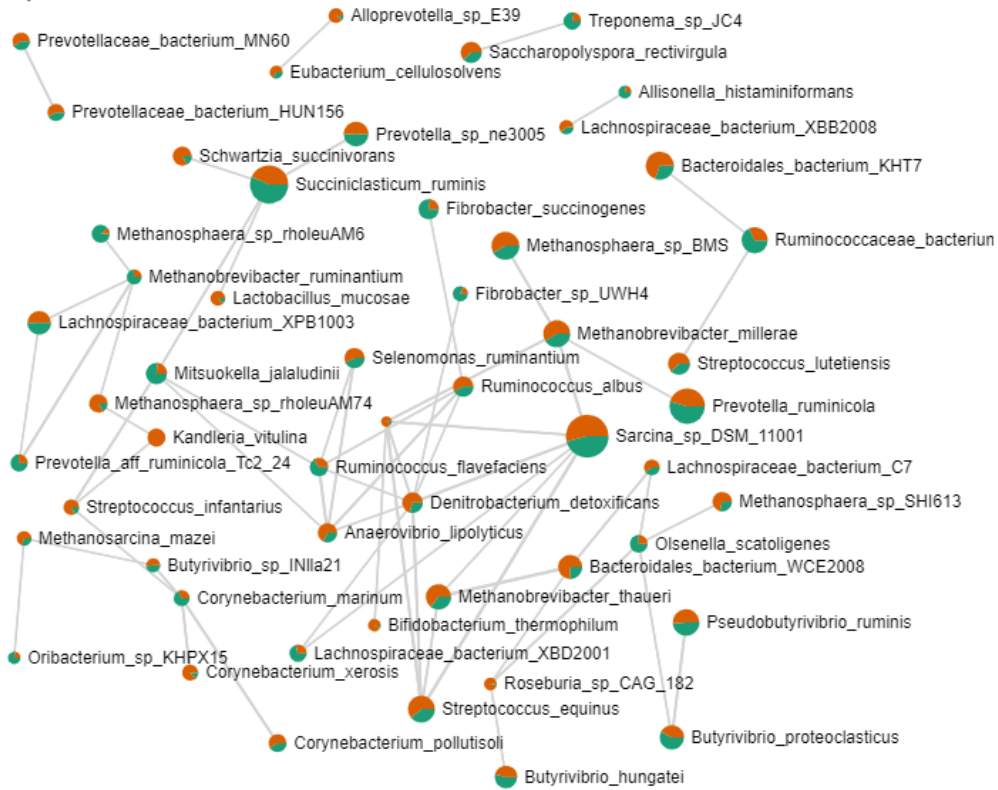 Alloprevotella_sp_E39
Treponema_sp_JC4
Prevotellaceae_bacterium_MN60
Saccharopolyspora_rectivirgula
Eubacterium_cellulosolvens
Allisonella_histaminiformans
Prevotellaceae_bacterium_HUN156
Lachnospiraceae_bacterium_XBB2008
Prevotella_sp_ne3005
Schwartzia_succinivorans
Bacteroidales_bacterium_KHT7
Succiniclasticum_ruminis
Fibrobacter_succinogenes
Methanosphaera_sp_rholeuAM6
Ruminococcaceae_bacterium
Methanosphaera_sp_BMS
Methanobrevibacter_ruminantium
Fibrobacter_sp_UWH4
Lactobacillus_mucosae
Lachnospiraceae_bacterium_XPB1003
Methanobrevibacter_millerae
Selenomonas_ruminantium
Streptococcus_lutetiensis
Mitsuokella_jalaludinii
Ruminococcus_albus
Methanosphaera_sp_rholeuAM74
Prevotella_ruminicola
Kandleria_vitulina
Sarcina_sp_DSM_11001
Prevotella_aff_ruminicola_Tc2_24
Ruminococcus_flavefaciens
Lachnospiraceae_bacterium_C7
Streptococcus_infantarius
Denitrobacterium_detoxificans
Methanosphaera_sp_SHI613
Anaerovibrio_lipolyticus
Methanosarcina_mazei
Olsenella_scatoligenes
Butyrivibrio_sp_INlla21
Bacteroidales_bacterium_WCE2008
Corynebacterium_marinum
Methanobrevibacter_thaueri
Bifidobacterium_thermophilum
Pseudobutyrivibrio_ruminis
Lachnospiraceae_bacterium_XBD2001
Oribacterium_sp_KHPX15
Corynebacterium_xerosis
Roseburia_sp_CAG_182
Streptococcus_equinus
Butyrivibrio_proteoclasticus
Corynebacterium_pollutisoli
Butyrivibrio_hungatei